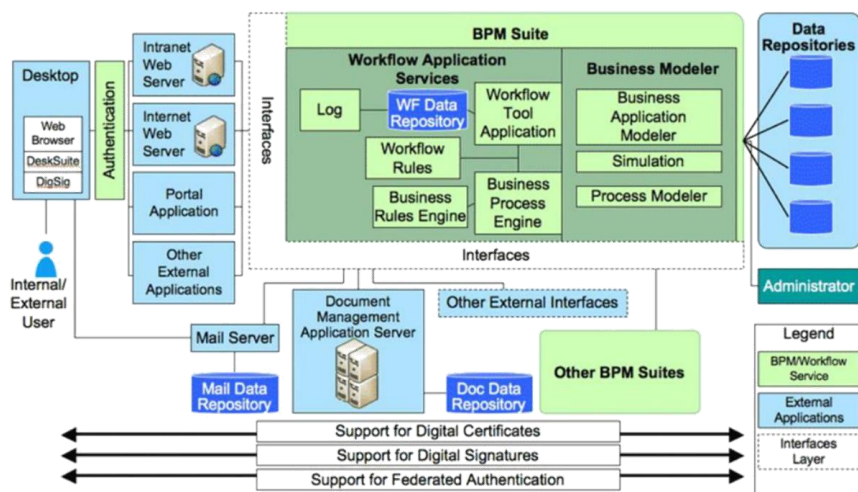 Desktop
Web
Browser
DeskSuite
DigSig
Internal/
External
User
Authentication
Intranet
Web
Server
Internet
Web
Server
Portal
Application
Other
External
Applications
Interfaces
BPM Suite
Workflow Application
Services
Log
WF Data
Repository
Workflow
Tool
Application
Workflow
Rules
Business
Rules Engine
Business
Process
Engine
Business Modeler
Business
Application
Modeler
Simulation
Process Modeler
Interfaces
Data
Repositories
Administrator
Mail Server
Mail Data
Repository
Document
Management
Application Server
Doc Data
Repository
Other External Interfaces
Other BPM Suites
Legend
BPM/Workflow
Service
External
Applications
Interfaces
Layer
Support for Digital Certificates
Support for Digital Signatures
Support for Federated Authentication